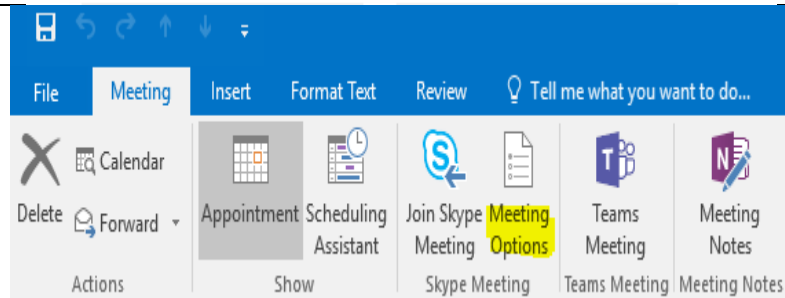 File Meeting Insert Format Text Review Tell me what you want to do...
Calendar
Delete Forward Appointment Scheduling Assistant Join Skype Meeting Meeting Options Teams Meeting Meeting Notes
Actions Show Skype Meeting Teams Meeting Meeting Notes